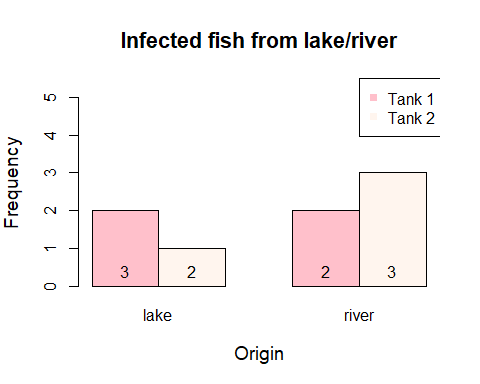 Infected fish from lake/river
Tank 1
Tank 2
Frequency
5
4
3
2
1
0
3
2
2
3
lake
river
Origin